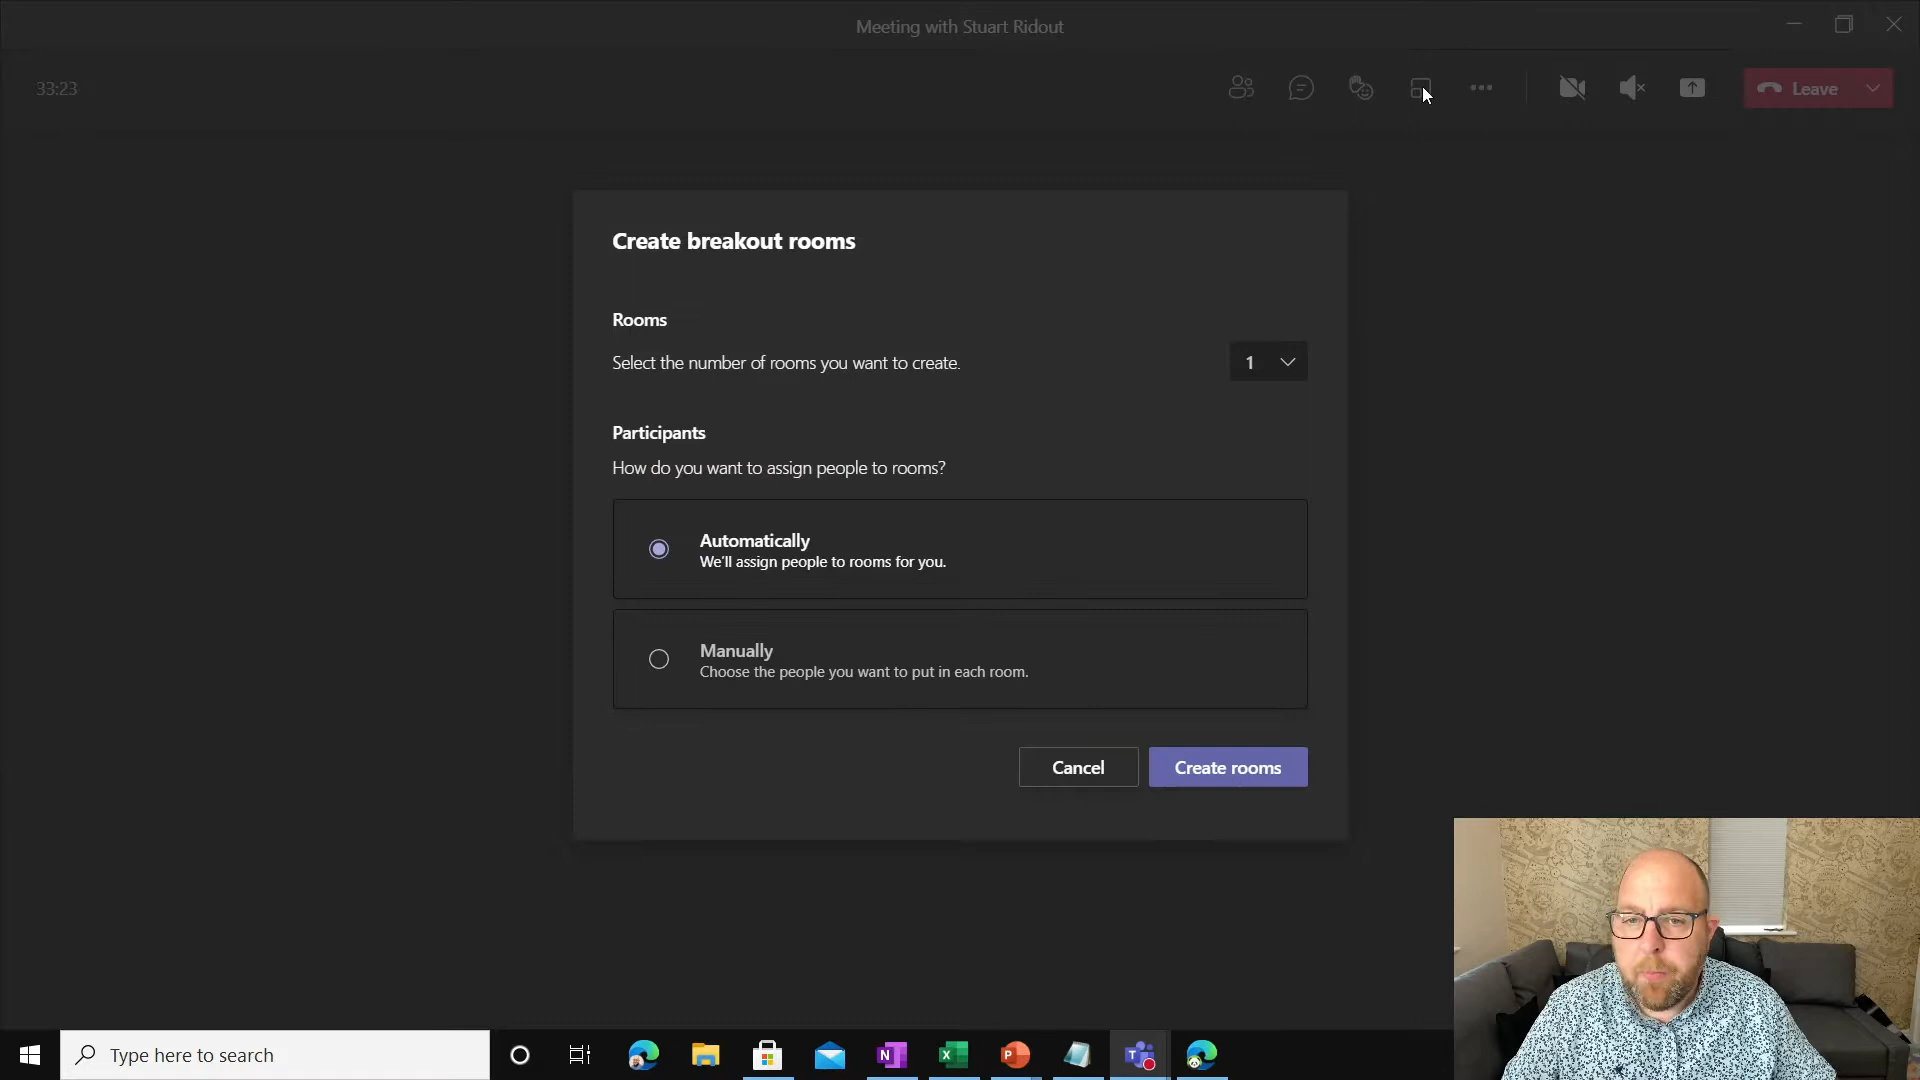 Meeting with Stuart Ridout
33:23
Leave
Create breakout rooms
Rooms
Select the number of rooms you want to create.
1
Participants
How do you want to assign people to rooms?
Automatically
We'll assign people to rooms for you.
Manually
Choose the people you want to put in each room.
Cancel
Create rooms
Type here to search
N
X
P
T